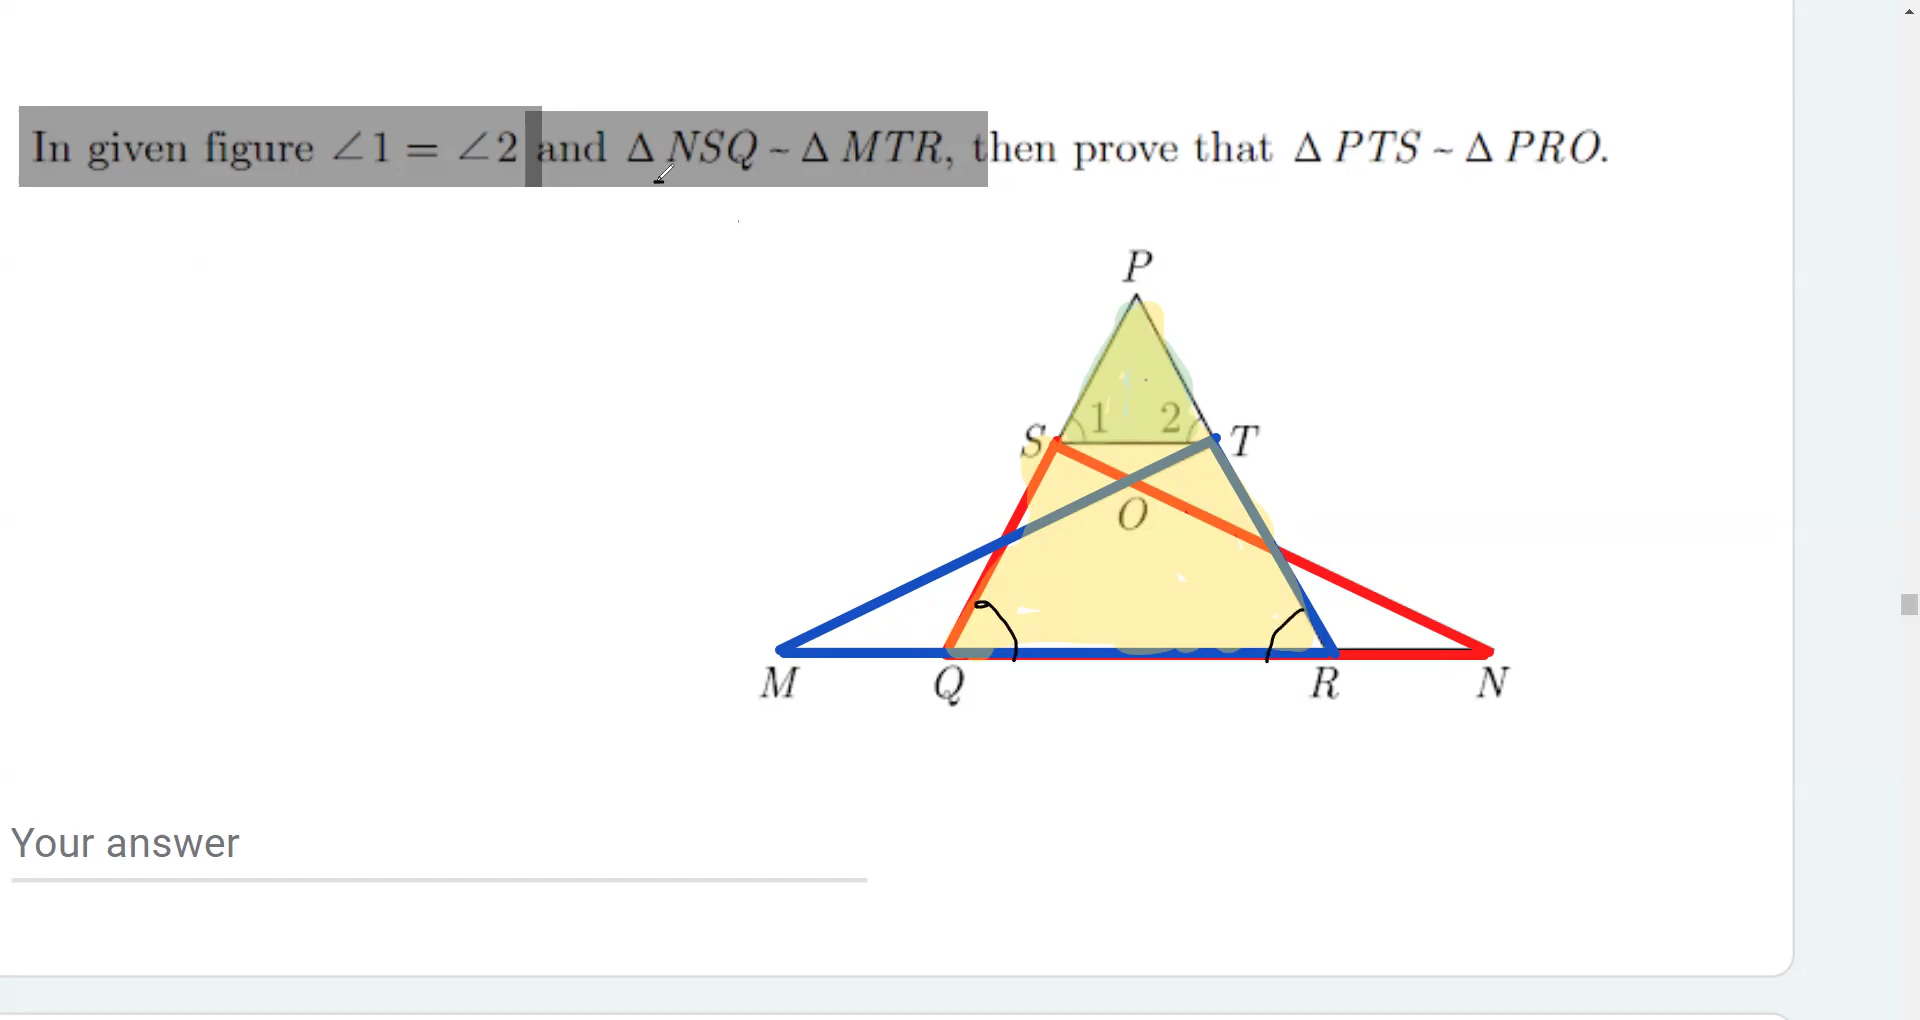 In given figure ∠1 = ∠2 and Δ NSQ ~ Δ MTR, then prove that Δ PTS ~ Δ PRO.
P
1 2
S T
O
M Q R N
Your answer